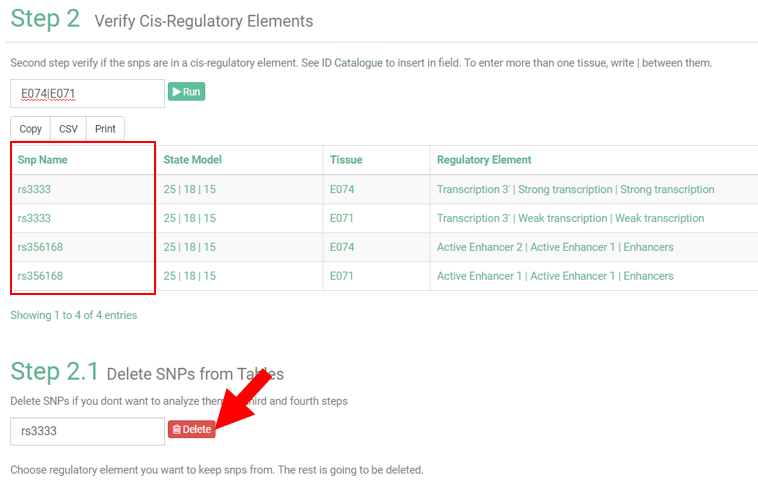 Step 2 Verify Cis-Regulatory Elements
Second step verify if the snps are in a cis-regulatory element. See ID Catalogue to insert in field. To enter more than one tissue, write | between them.
E074|E071 Run
Copy CSV Print
Snp Name State Model Tissue Regulatory Element
rs3333 25 | 18 | 15 E074 Transcription 3' | Strong transcription | Strong transcription
rs3333 25 | 18 | 15 E071 Transcription 3' | Weak transcription | Weak transcription
rs356168 25 | 18 | 15 E074 Active Enhancer 2 | Active Enhancer 1 | Enhancers
rs356168 25 | 18 | 15 E071 Active Enhancer 1 | Active Enhancer 1 | Enhancers
Showing 1 to 4 of 4 entries
Step 2.1 Delete SNPs from Tables
Delete SNPs if you dont want to analyze them third and fourth steps
rs3333 Delete
Choose regulatory element you want to keep snps from. The rest is going to be deleted.